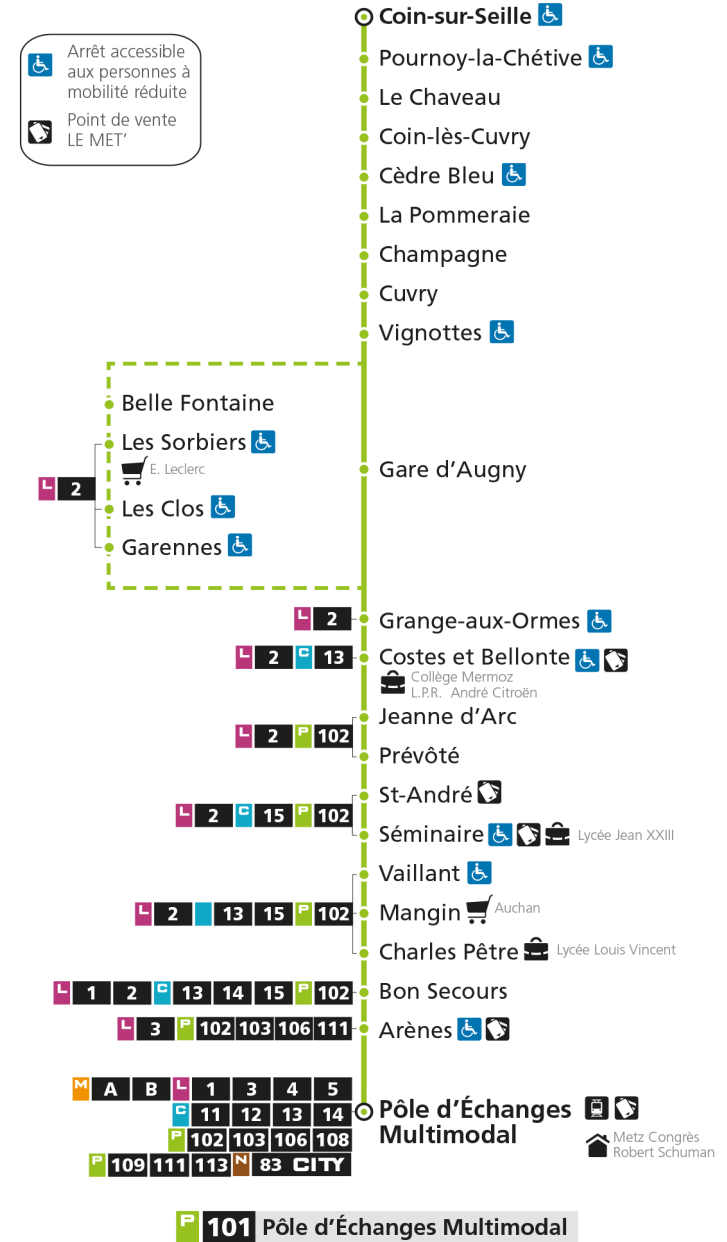 Coin-sur-Seille
Arrêt accessible
aux personnes à
mobilité réduite
Point de vente
LE MET’
Pournoy-la-Chétive
Le Chaveau
Coin-lès-Cuvry
Cèdre Bleu
La Pommeraie
Champagne
Cuvry
Vignottes
Belle Fontaine
Les Sorbiers
E. Leclerc
L 2
Les Clos
Garennes
Gare d’Augny
L 2 Grange-aux-Ormes
L 2 C 13 Costes et Bellonte
Collège Mermoz
L.P.R. André Citroën
Jeanne d’Arc
L 2 P 102
Prévôté
St-André
L 2 C 15 P 102
Séminaire Lycée Jean XXIII
Vaillant
L 2 13 15 P 102 Mangin Auchan
Charles Pêtre Lycée Louis Vincent
L 1 2 C 13 14 15 P 102 Bon Secours
L 3 P 102 103 106 111 Arènes
M A B L 1 3 4 5
C 11 12 13 14
P 102 103 106 108
P 109 111 113 N 83 CITY
Pôle d’Échanges
Multimodal
Metz Congrès
Robert Schuman
P 101 Pôle d’Échanges Multimodal